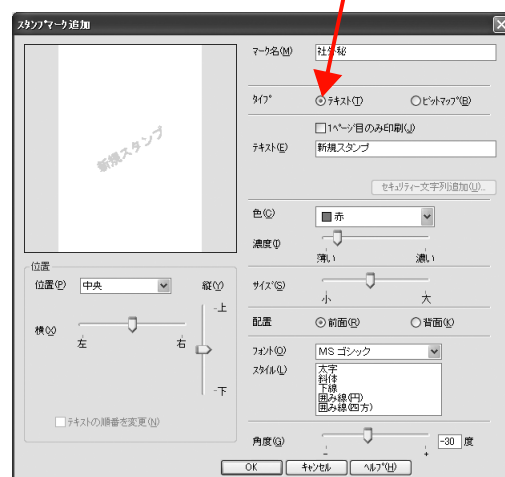 スタンプマーク追加
マーク名(M) 社外秘
タイプ テキスト(T) ビットマップ(B)
1ページ目のみ印刷(J)
テキスト(E) 新規スタンプ
セキュリティー文字列追加(U)..
新規スタンプ
色(C) 赤
濃度(I)
薄い 濃い
位置
位置(P) 中央 縦(Y)
上
横(X)
左 右
下
テキストの順番を変更(N)
サイズ(S)
小 大
配置 前面(R) 背面(K)
フォント(O) MS ゴシック
スタイル(L) 太字
斜体
下線
囲み線(円)
囲み線(四方)
角度(G) -30 度
- +
OK キャンセル ヘルプ(H)